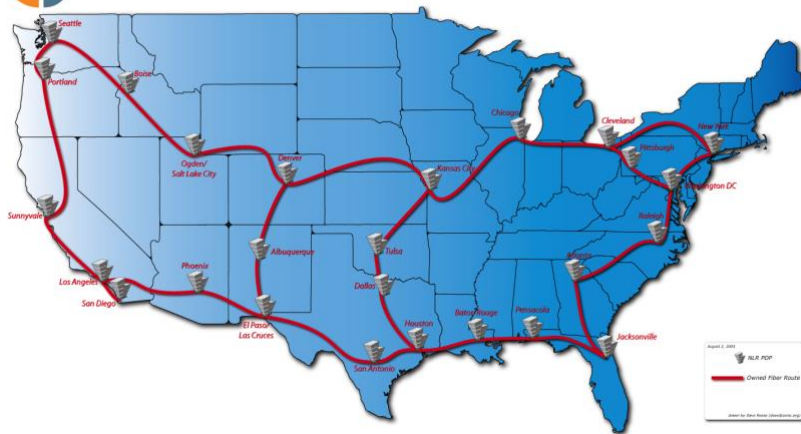 Seattle
Portland
Boise
Ogden/
Salt Lake City
Denver
Chicago
Cleveland
New York
Pittsburgh
Kansas City
Washington DC
Sunnyvale
Raleigh
Los Angeles
San Diego
Phoenix
Albuquerque
Tulsa
Atlanta
Dallas
El Paso/
Las Cruces
San Antonio
Houston
Baton Rouge
Pensacola
Jacksonville
NLR POP
Owned Fiber Route